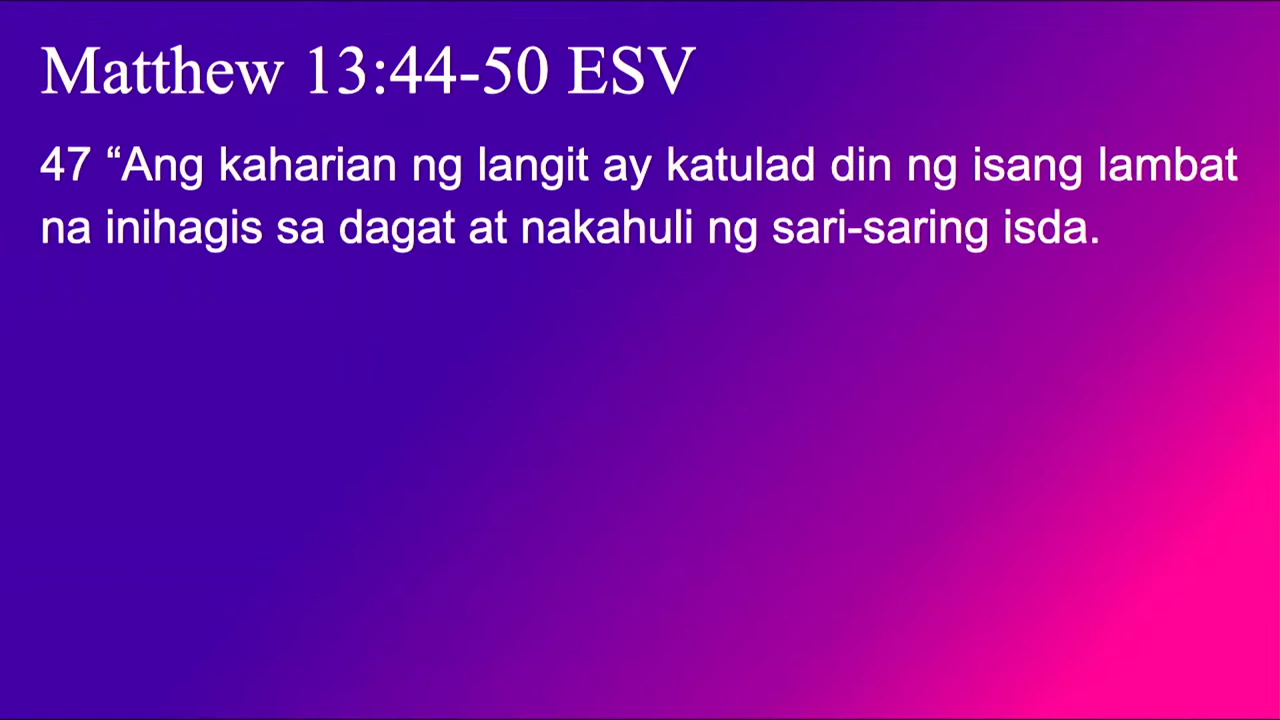 Matthew 13:44-50 ESV
47 “Ang kaharian ng langit ay katulad din ng isang lambat
na inihagis sa dagat at nakahuli ng sari-saring isda.